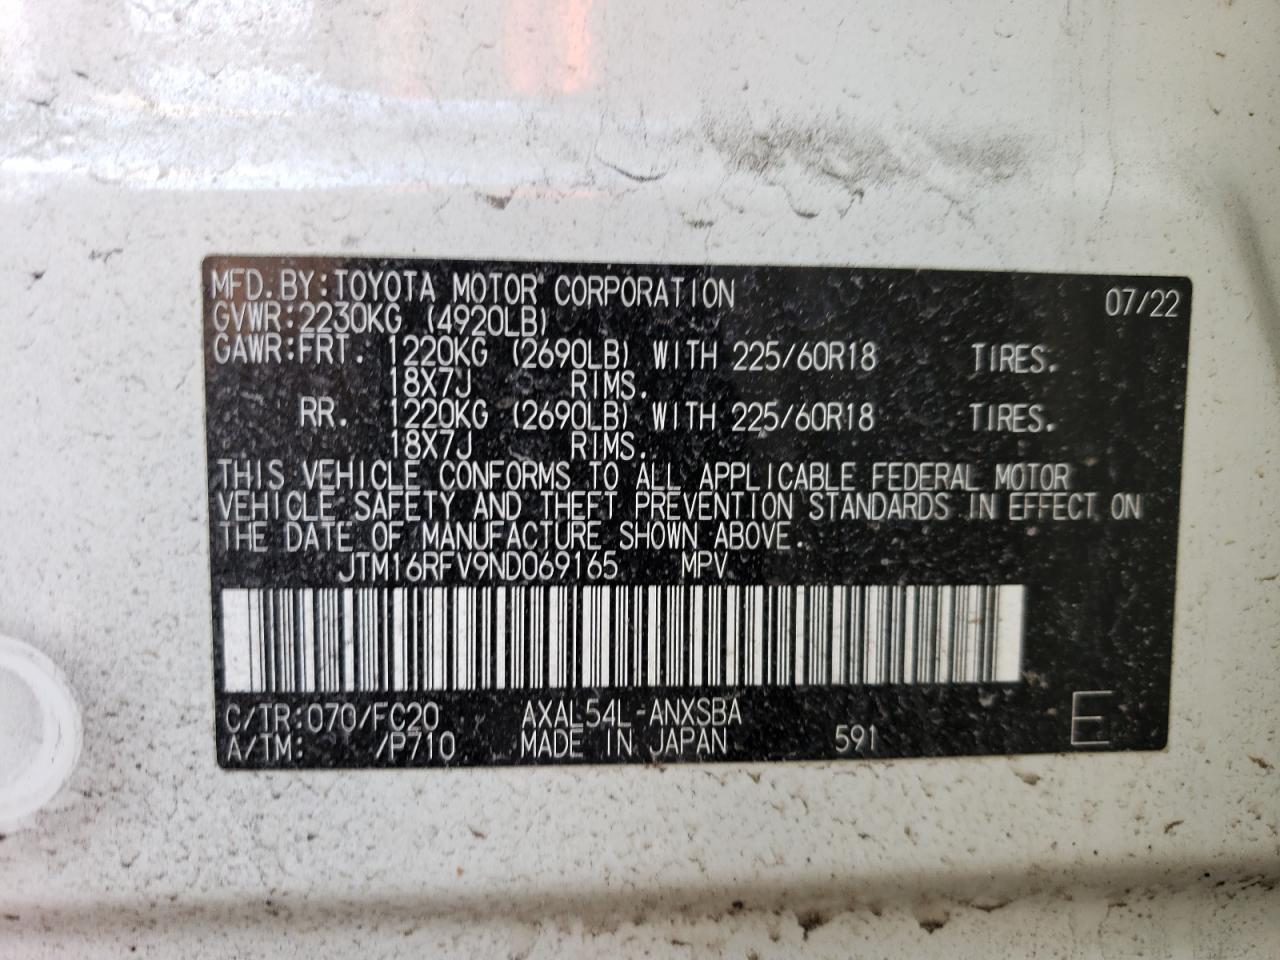 MFD.BY:TOYOTA MOTOR CORPORATION 07/22
GVWR:2230KG (4920LB)
GAWR:FRT. 1220KG (2690LB) WITH 225/60R18 TIRES.
18X7J RIMS.
RR. 1220KG (2690LB) WITH 225/60R18 TIRES.
18X7J RIMS.
THIS VEHICLE CONFORMS TO ALL APPLICABLE FEDERAL MOTOR
VEHICLE SAFETY AND THEFT PREVENTION STANDARDS IN EFFECT ON
THE DATE OF MANUFACTURE SHOWN ABOVE.
JTM16RFV9ND069165 MPV
C/TR:070/FC20 AXAL54L-ANXSBA
A/TM: /P710 MADE IN JAPAN 591 E